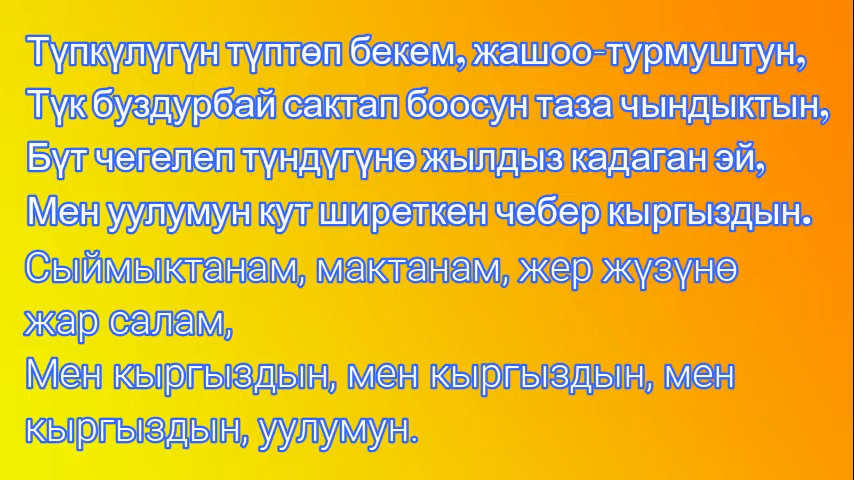 Түпкүлүгүн түптөп бекем, жашоо-турмуштун,
Түк буздурбай сактап боосун таза чындыктын,
Бүт чегелеп түндүгүнө жылдыз кадаган эй,
Мен уулумун кут ширеткен чебер кыргыздын.
Сыймыктанам, мактанам, жер жүзүнө
жар салам,
Мен кыргыздын, мен кыргыздын, мен
кыргыздын, уулумун.